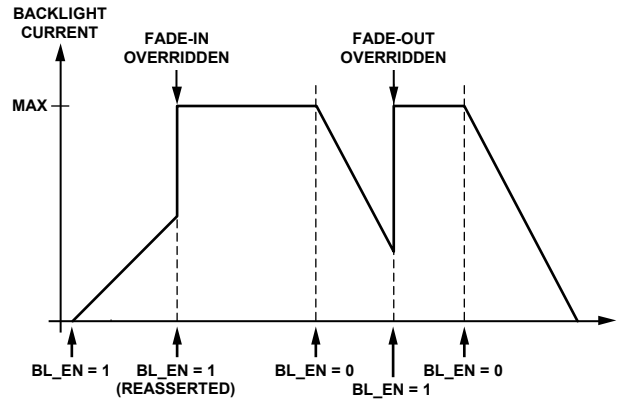 BACKLIGHT
CURRENT
FADE-IN
OVERRIDDEN
FADE-OUT
OVERRIDDEN
MAX
BL_EN = 1
BL_EN = 1
(REASSERTED)
BL_EN = 0
BL_EN = 1
BL_EN = 0